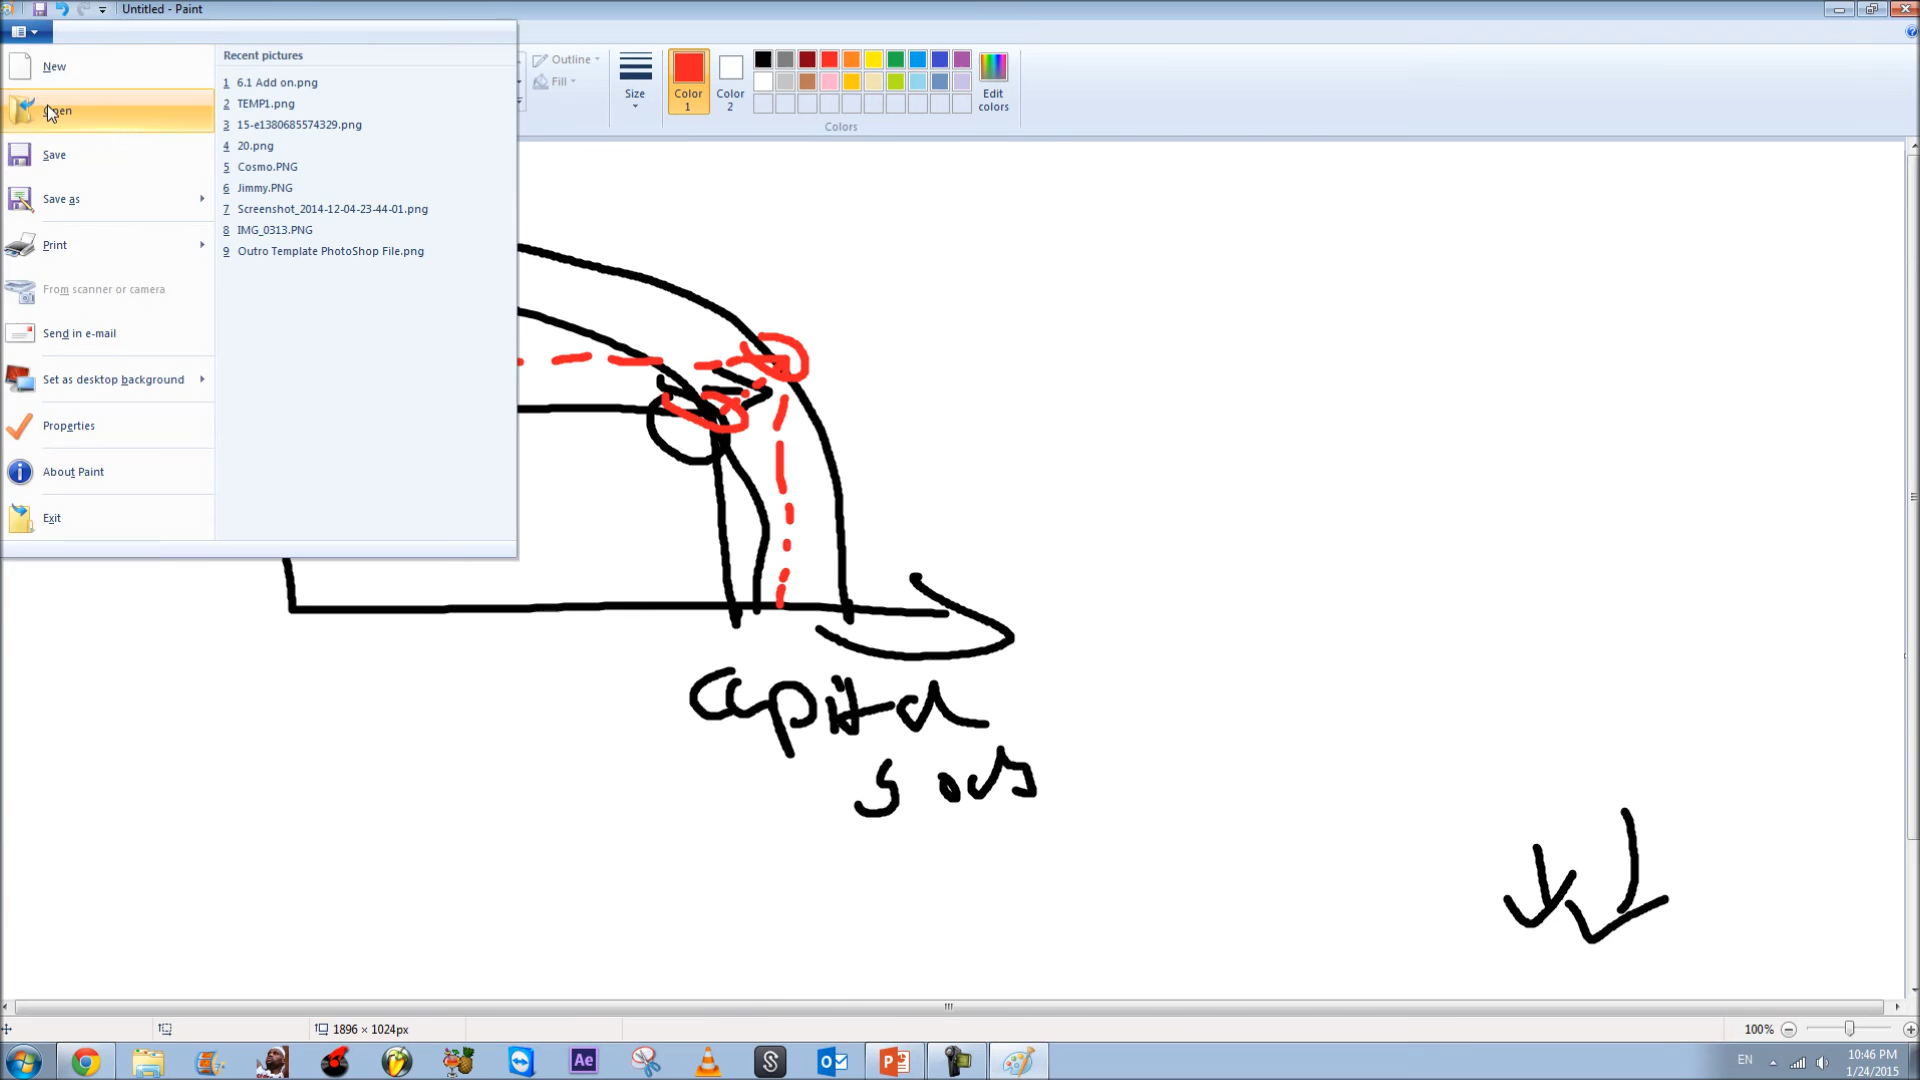 Untitled - Paint
New
Open
Save
Save as
Print
From scanner or camera
Send in e-mail
Set as desktop background
Properties
About Paint
Exit
Recent pictures
1 6.1 Add on.png
2 TEMP1.png
3 15-e1380685574329.png
4 20.png
5 Cosmo.PNG
6 Jimmy.PNG
7 Screenshot_2014-12-04-23-44-01.png
8 IMG_0313.PNG
9 Outro Template PhotoShop File.png
Outline
Fill
Size
Color 1
Color 2
Edit colors
Colors
Capital
1896 × 1024px
100%
Ae
S
EN
10:46 PM
1/24/2015